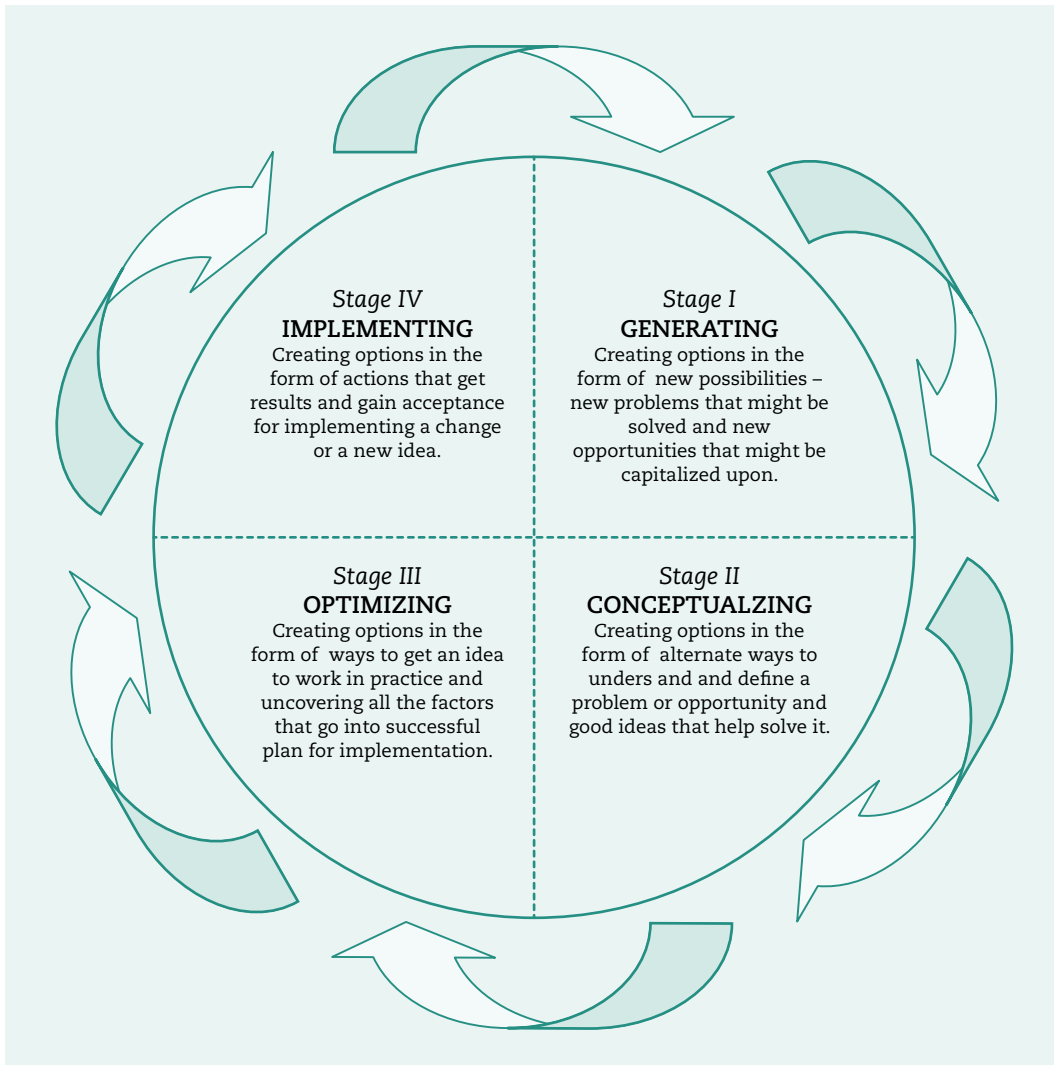 Stage IV
IMPLEMENTING
Creating options in the
form of actions that get
results and gain acceptance
for implementing a change
or a new idea.
Stage I
GENERATING
Creating options in the
form of new possibilities –
new problems that might be
solved and new
opportunities that might be
capitalized upon.
Stage III
OPTIMIZING
Creating options in the
form of ways to get an idea
to work in practice and
uncovering all the factors
that go into successful
plan for implementation.
Stage II
CONCEPTUALZING
Creating options in the
form of alternate ways to
unders and and define a
problem or opportunity and
good ideas that help solve it.